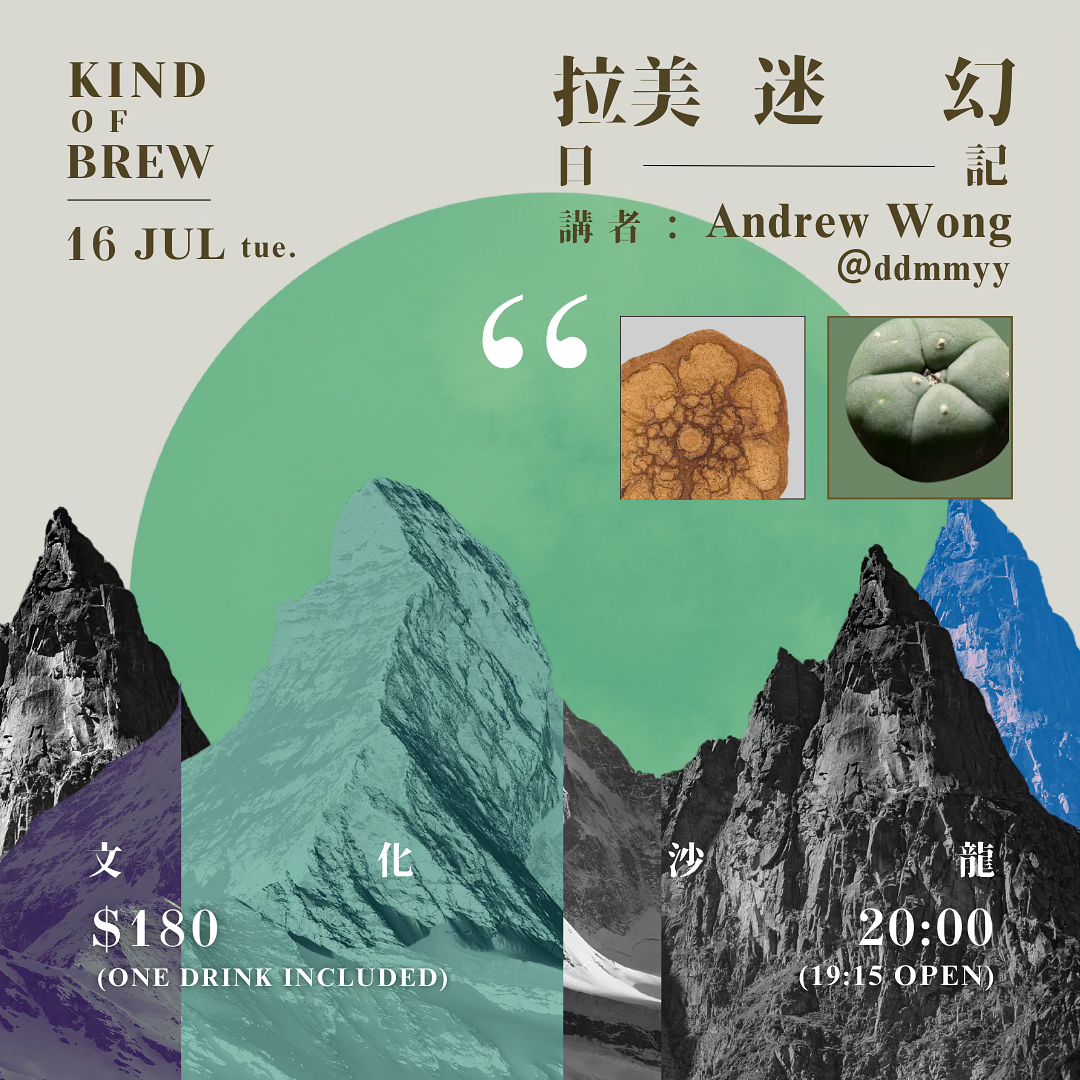 KIND
OF
BREW
16 JUL tue.
拉美迷幻
日記
講者：Andrew Wong
@ddmmyy
“
文化沙龍
$180
(ONE DRINK INCLUDED)
20:00
(19:15 OPEN)